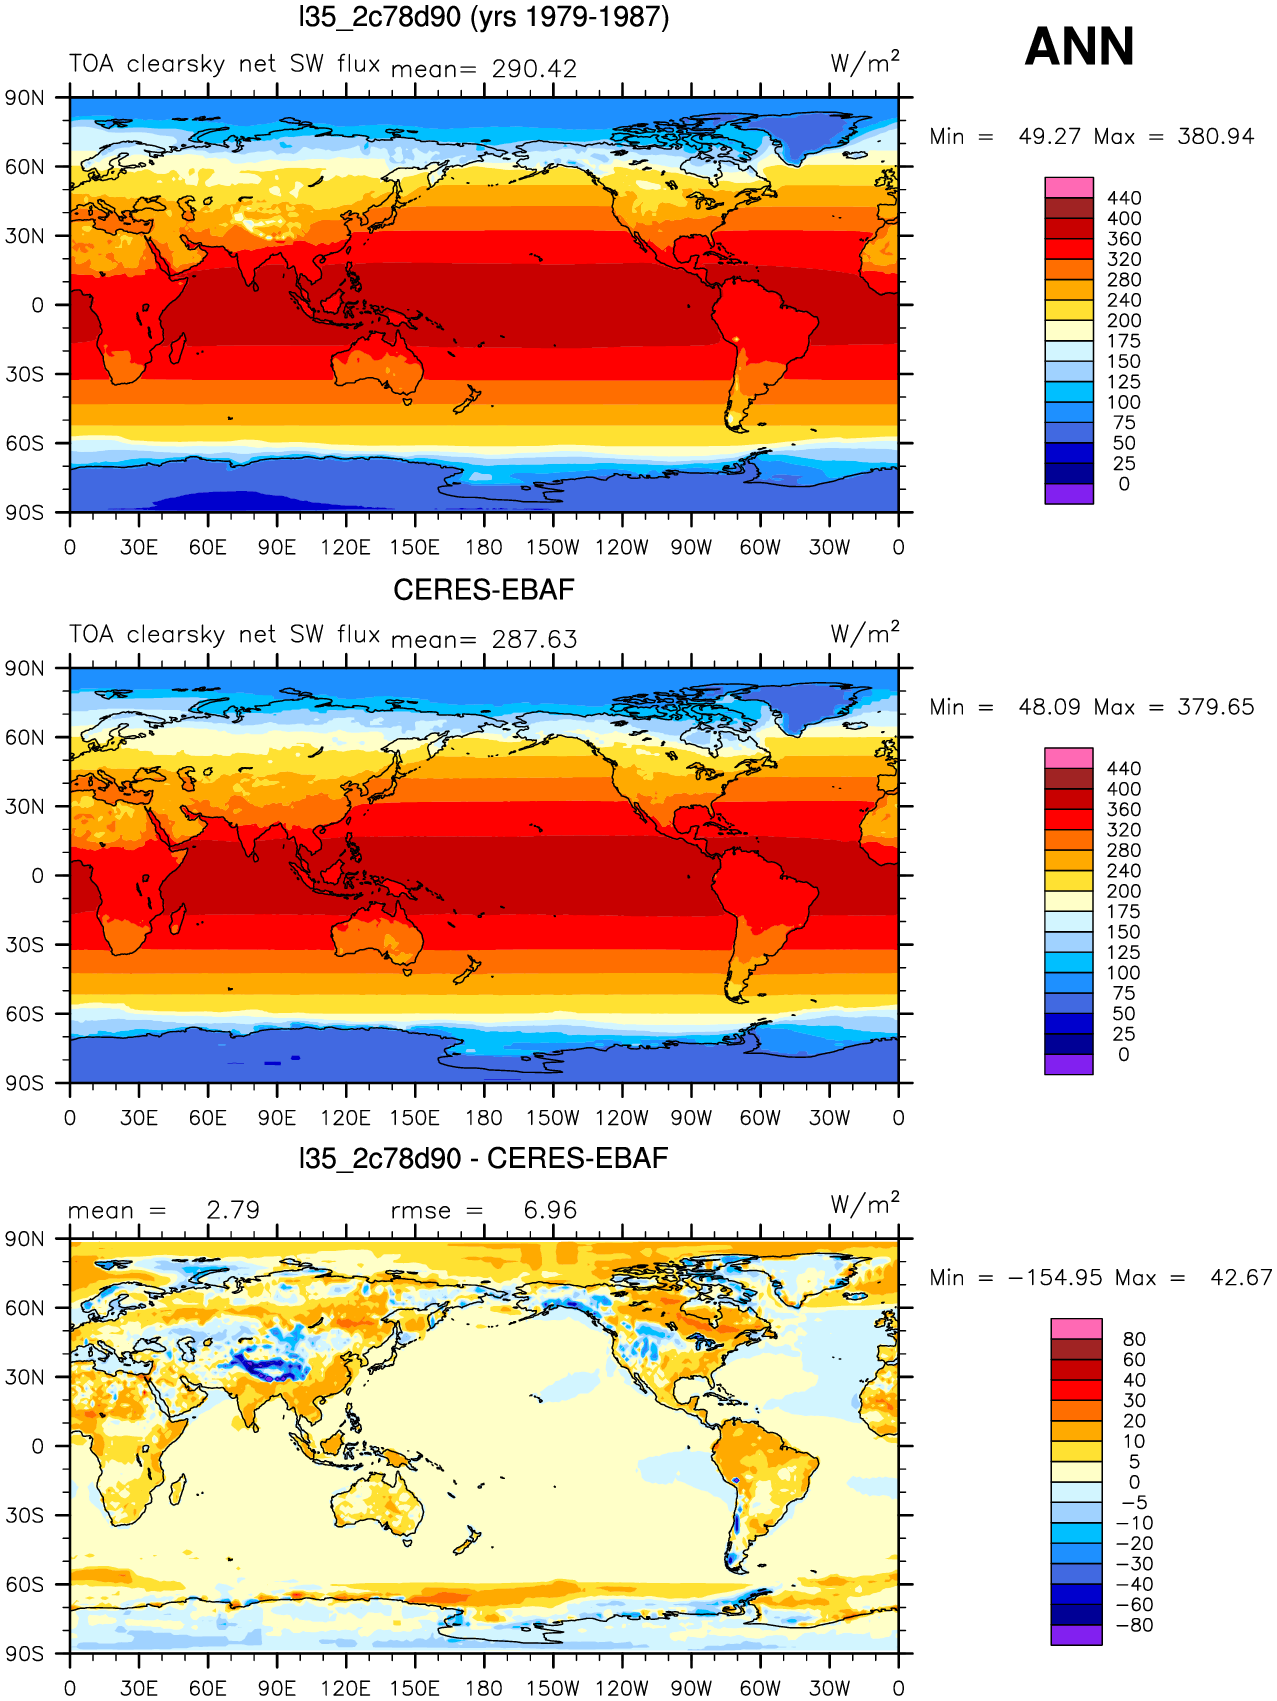 l35_2c78d90 (yrs 1979-1987)
ANN
TOA clearsky net SW flux mean= 290.42 W/m²
Min = 49.27 Max = 380.94
90N
60N
30N
0
30S
60S
90S
0 30E 60E 90E 120E 150E 180 150W 120W 90W 60W 30W 0
440
400
360
320
280
240
200
175
150
125
100
75
50
25
0
CERES-EBAF
TOA clearsky net SW flux mean= 287.63 W/m²
Min = 48.09 Max = 379.65
90N
60N
30N
0
30S
60S
90S
0 30E 60E 90E 120E 150E 180 150W 120W 90W 60W 30W 0
440
400
360
320
280
240
200
175
150
125
100
75
50
25
0
l35_2c78d90 - CERES-EBAF
mean = 2.79 rmse = 6.96 W/m²
Min = −154.95 Max = 42.67
90N
60N
30N
0
30S
60S
90S
0 30E 60E 90E 120E 150E 180 150W 120W 90W 60W 30W 0
80
60
40
30
20
10
5
0
−5
−10
−20
−30
−40
−60
−80